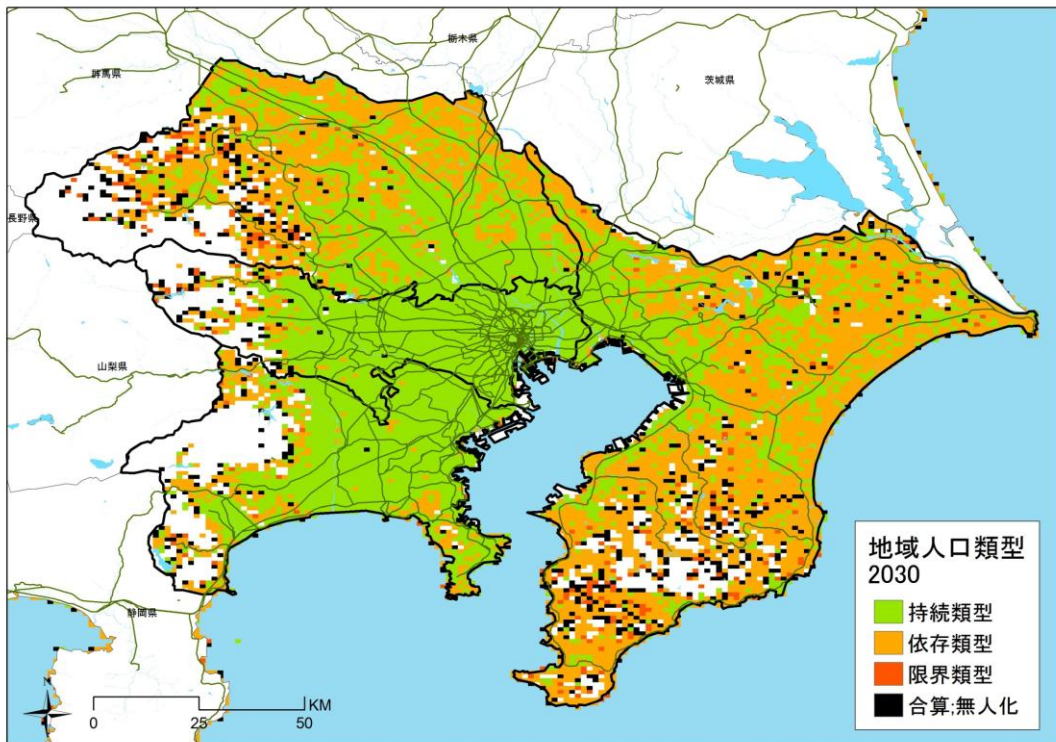 栃木県
群馬県
茨城県
長野県
山梨県
静岡県
地域人口類型
2030
持続類型
依存類型
限界類型
合算;無人化
KM
0 25 50